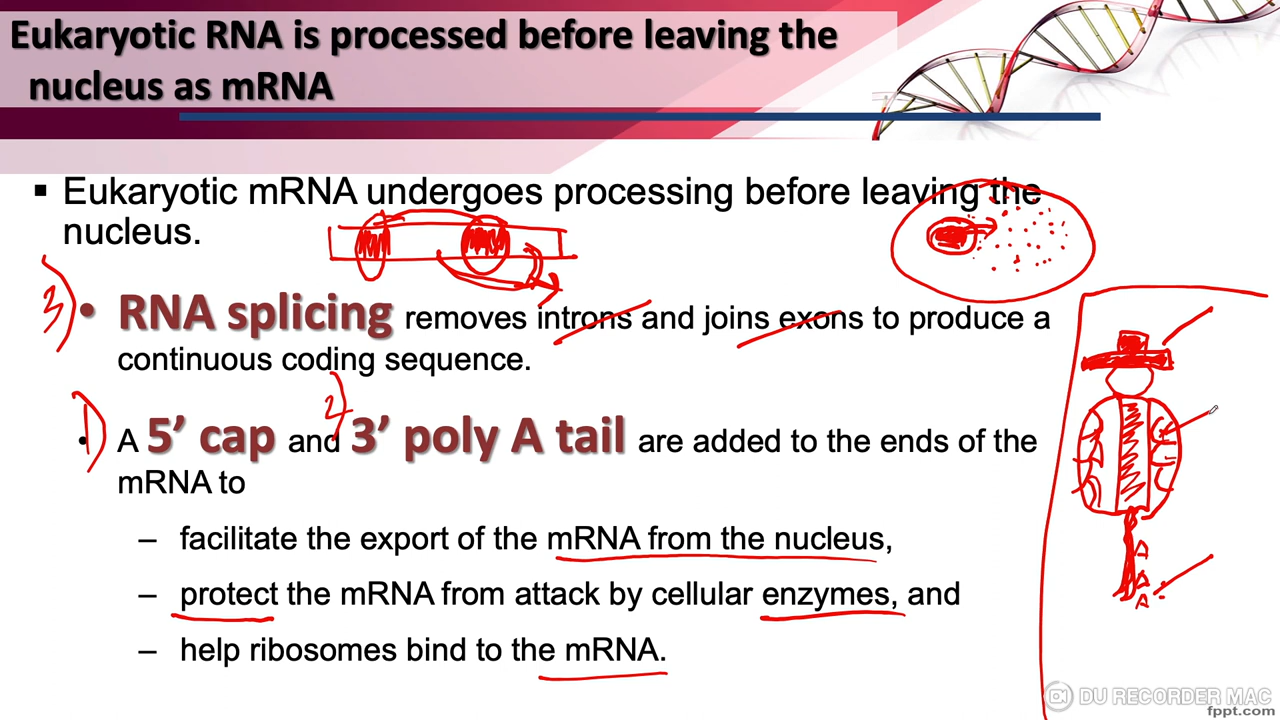 Eukaryotic RNA is processed before leaving the
nucleus as mRNA
▪ Eukaryotic mRNA undergoes processing before leaving the
nucleus.
3)
• RNA splicing removes introns and joins exons to produce a
continuous coding sequence.
1) 2)
• A 5’ cap and 3’ poly A tail are added to the ends of the
mRNA to
– facilitate the export of the mRNA from the nucleus,
– protect the mRNA from attack by cellular enzymes, and
– help ribosomes bind to the mRNA.
A
A
A
DU RECORDER MAC
fppt.com